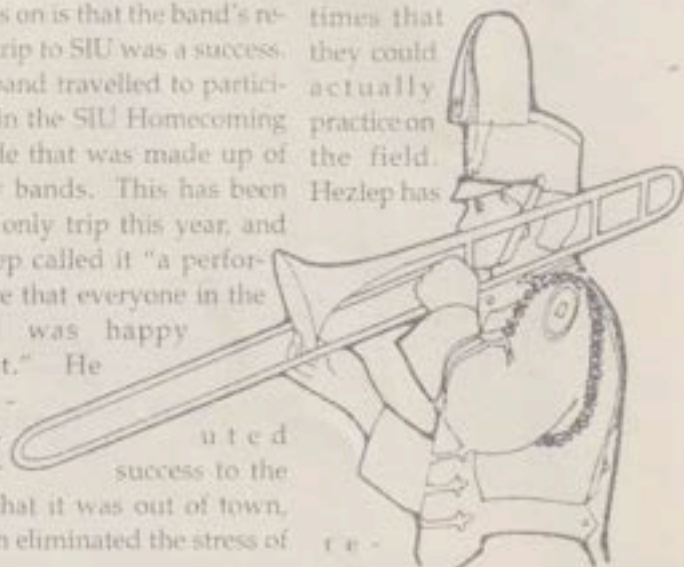 s on is that the band's re-
trip to SIU was a success.
band travelled to partici-
in the SIU Homecoming
le that was made up of
bands. This has been
only trip this year, and
ep called it "a perfor-
e that everyone in the
was happy
t." He
-
uted
success to the
hat it was out of town,
h eliminated the stress of
times that
they could
actually
practice on
the field.
Hezlep has
re-